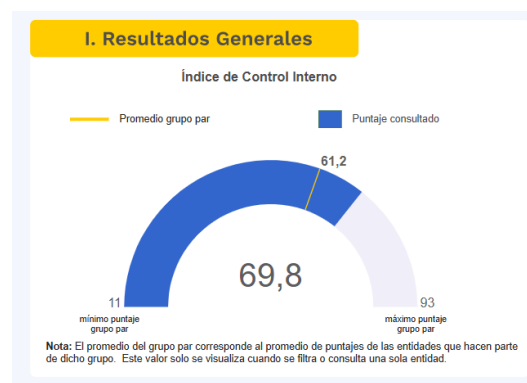 I. Resultados Generales
Índice de Control Interno
Promedio grupo par
Puntaje consultado
61,2
69,8
11
93
mínimo puntaje
grupo par
máximo puntaje
grupo par
Nota: El promedio del grupo par corresponde al promedio de puntajes de las entidades que hacen parte
de dicho grupo. Este valor solo se visualiza cuando se filtra o consulta una sola entidad.